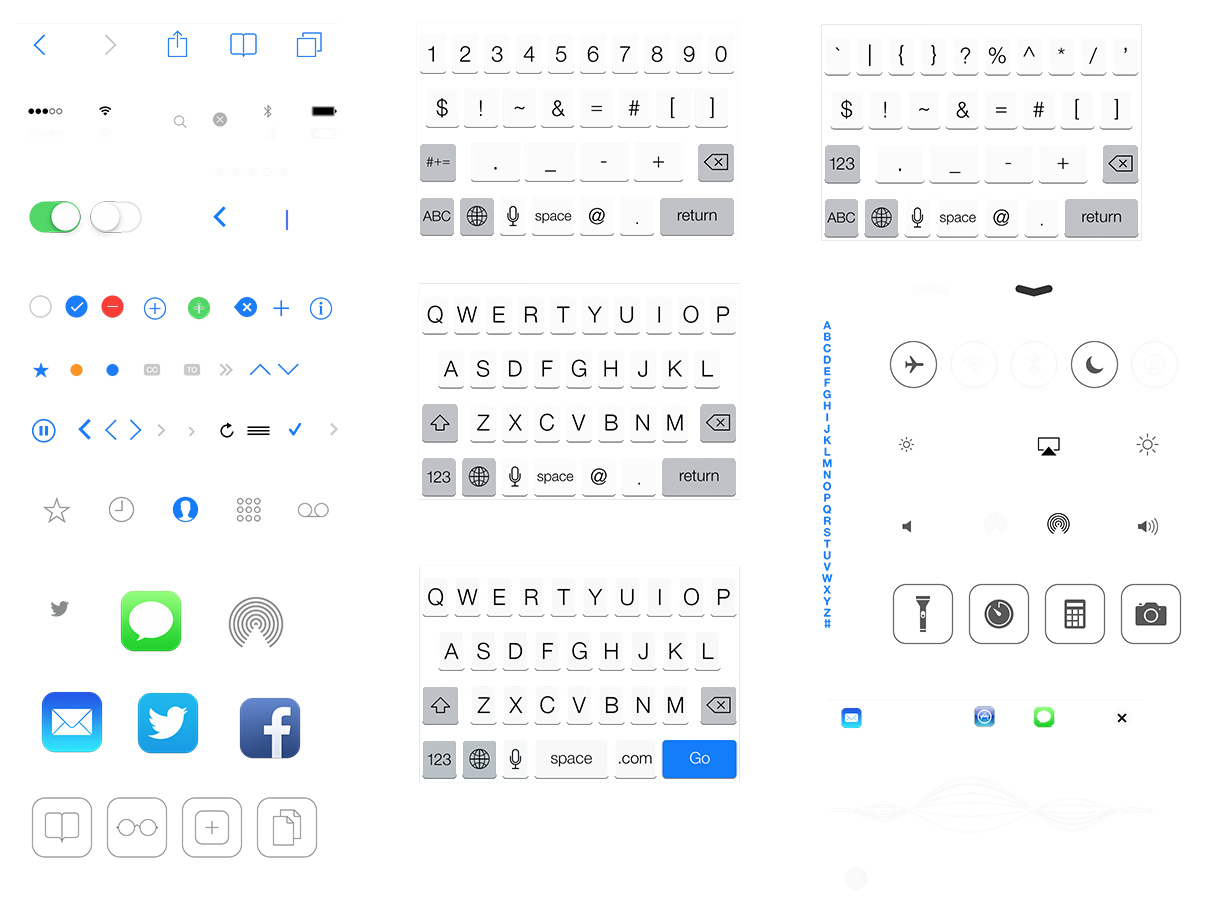 CC
TO
1 2 3 4 5 6 7 8 9 0
$ ! ~ & = # [ ]
#+= . _ - +
ABC space @ . return
Q W E R T Y U I O P
A S D F G H J K L
Z X C V B N M
123 space @ . return
Q W E R T Y U I O P
A S D F G H J K L
Z X C V B N M
123 space .com Go
` | { } ? % ^ * / ’
$ ! ~ & = # [ ]
123 . _ - +
ABC space @ . return
A
B
C
D
E
F
G
H
I
J
K
L
M
N
O
P
Q
R
S
T
U
V
W
X
Y
Z
#